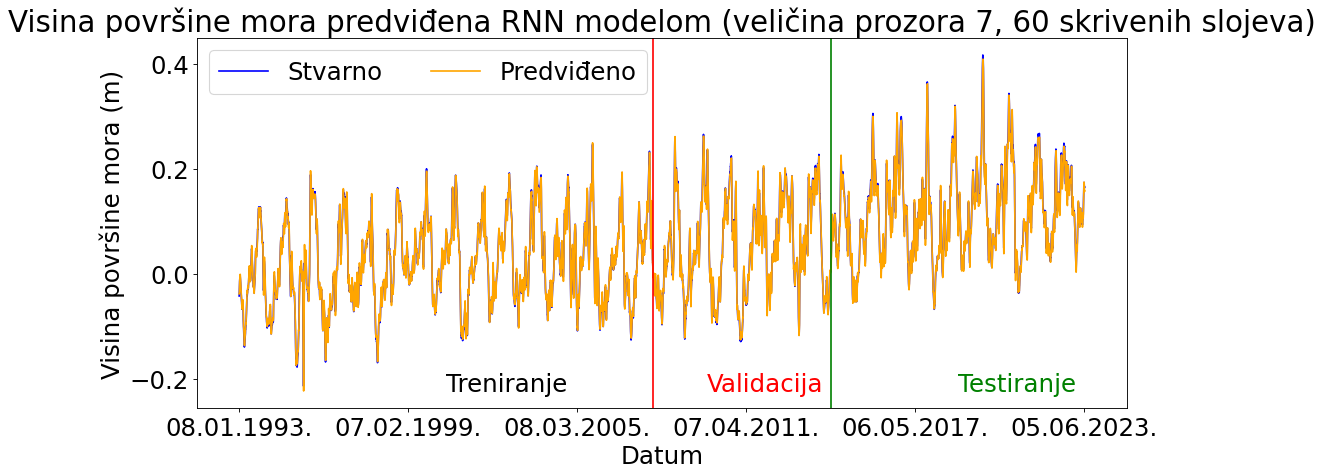 Visina površine mora predviđena RNN modelom (veličina prozora 7, 60 skrivenih slojeva)
Stvarno Predviđeno
Visina površine mora (m)
0.4
0.2
0.0
−0.2
Treniranje Validacija Testiranje
08.01.1993. 07.02.1999. 08.03.2005. 07.04.2011. 06.05.2017. 05.06.2023.
Datum